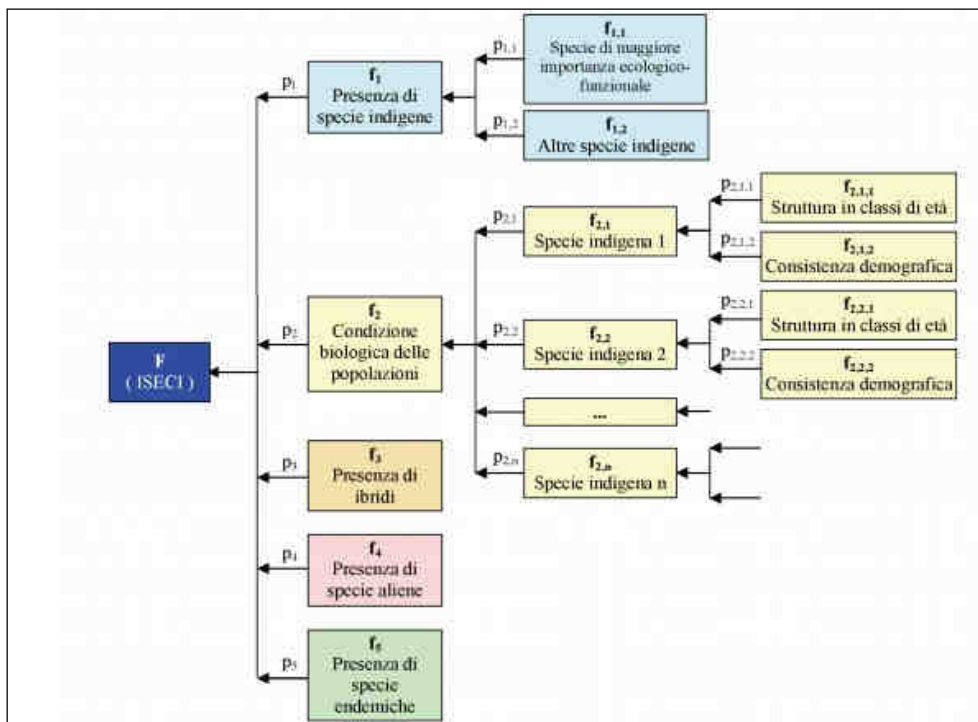 f1,1
Specie di maggiore
importanza ecologico-
funzionale
p1,1
f1
Presenza di
specie indigene
p1
p1,2
f1,2
Altre specie indigene
p2,1
f2,1
Specie indigena 1
p2,1,1
f2,1,1
Struttura in classi di età
p2,1,2
f2,1,2
Consistenza demografica
F
( ISECI )
p2
f2
Condizione
biologica delle
popolazioni
p2,2
f2,2
Specie indigena 2
p2,2,1
f2,2,1
Struttura in classi di età
p2,2,2
f2,2,2
Consistenza demografica
...
p2,n
f2,n
Specie indigena n
p3
f3
Presenza di
ibridi
p4
f4
Presenza di
specie aliene
p5
f5
Presenza di
specie
endemiche